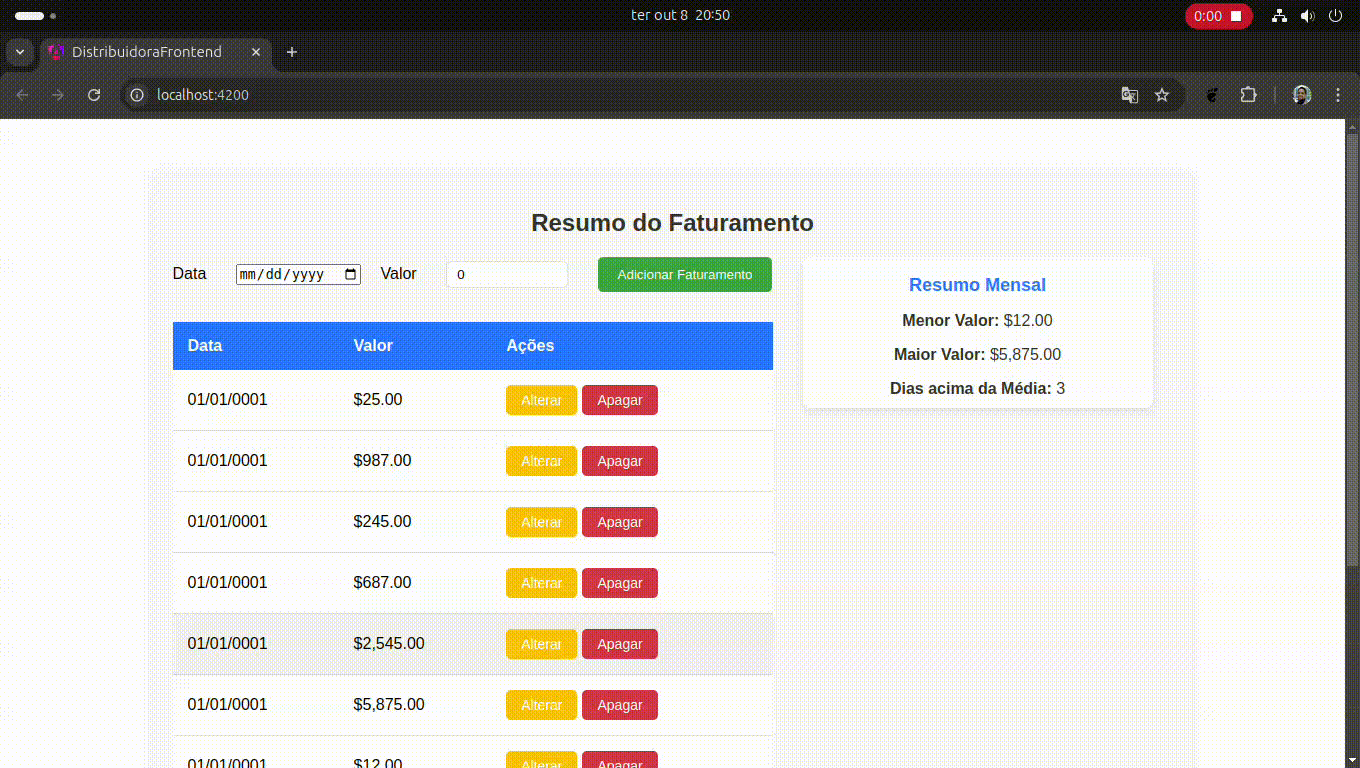 ter out 8 20:50
0:00
DistribuidoraFrontend
localhost:4200
Resumo do Faturamento
Data mm/dd/yyyy Valor 0 Adicionar Faturamento
Resumo Mensal
Menor Valor: $12.00
Maior Valor: $5,875.00
Dias acima da Média: 3
Data Valor Ações
01/01/0001 $25.00 Alterar Apagar
01/01/0001 $987.00 Alterar Apagar
01/01/0001 $245.00 Alterar Apagar
01/01/0001 $687.00 Alterar Apagar
01/01/0001 $2,545.00 Alterar Apagar
01/01/0001 $5,875.00 Alterar Apagar
01/01/0001 $12.00 Alterar Apagar